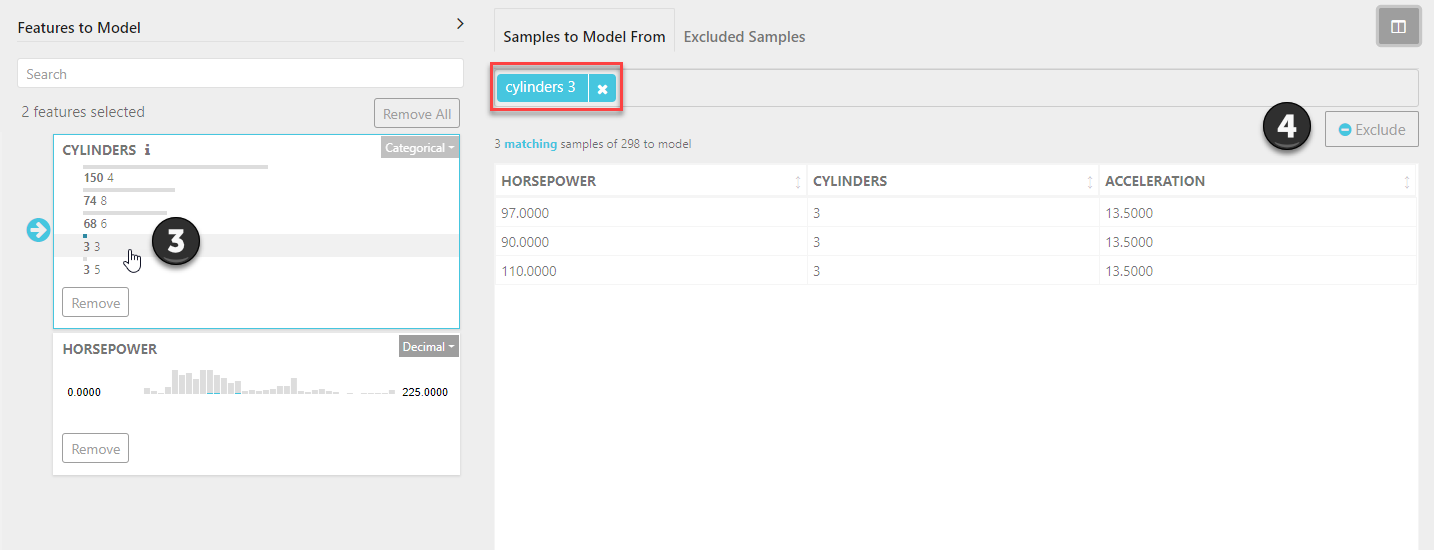 Features to Model
Search
2 features selected
Remove All
CYLINDERS i
Categorical
150 4
74 8
68 6
3 3
3 5
3
Remove
HORSEPOWER
Decimal
0.0000
225.0000
Remove
Samples to Model From
Excluded Samples
cylinders 3 ×
4
Exclude
3 matching samples of 298 to model
HORSEPOWER CYLINDERS ACCELERATION
97.0000 3 13.5000
90.0000 3 13.5000
110.0000 3 13.5000